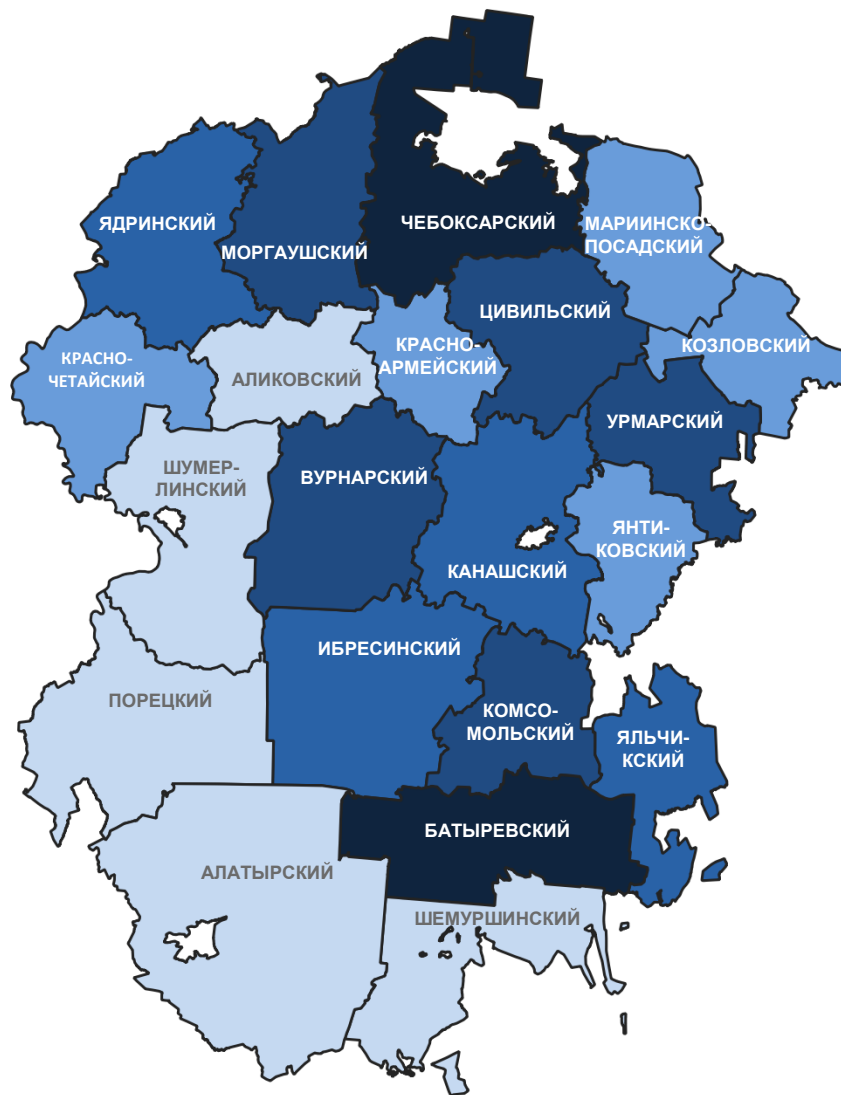 ЯДРИНСКИЙ
МОРГАУШСКИЙ
ЧЕБОКСАРСКИЙ
МАРИИНСКО-
ПОСАДСКИЙ
ЦИВИЛЬСКИЙ
КОЗЛОВСКИЙ
КРАСНО-
ЧЕТАЙСКИЙ
АЛИКОВСКИЙ
КРАСНО-
АРМЕЙСКИЙ
УРМАРСКИЙ
ШУМЕР-
ЛИНСКИЙ
ВУРНАРСКИЙ
КАНАШСКИЙ
ЯНТИ-
КОВСКИЙ
ИБРЕСИНСКИЙ
ПОРЕЦКИЙ
КОМСО-
МОЛЬСКИЙ
ЯЛЬЧИ-
КСКИЙ
БАТЫРЕВСКИЙ
АЛАТЫРСКИЙ
ШЕМУРШИНСКИЙ